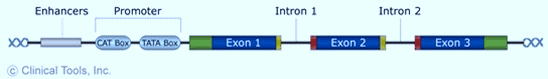 Enhancers Promoter Intron 1 Intron 2
CAT Box TATA Box Exon 1 Exon 2 Exon 3
© Clinical Tools, Inc.